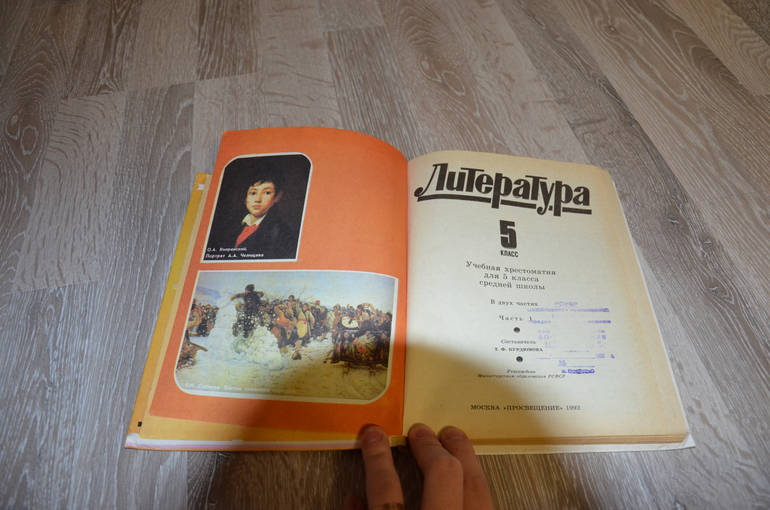 О.А. Кипренский.
Портрет А.А. Челищева
Литература
5
КЛАСС
Учебная хрестоматия
для 5 класса
средней школы
В двух частях
Часть 1
Составитель
Т. Ф. КУРДЮМОВА
Утверждено
Министерством образования РСФСР
МОСКВА «ПРОСВЕЩЕНИЕ» 1992